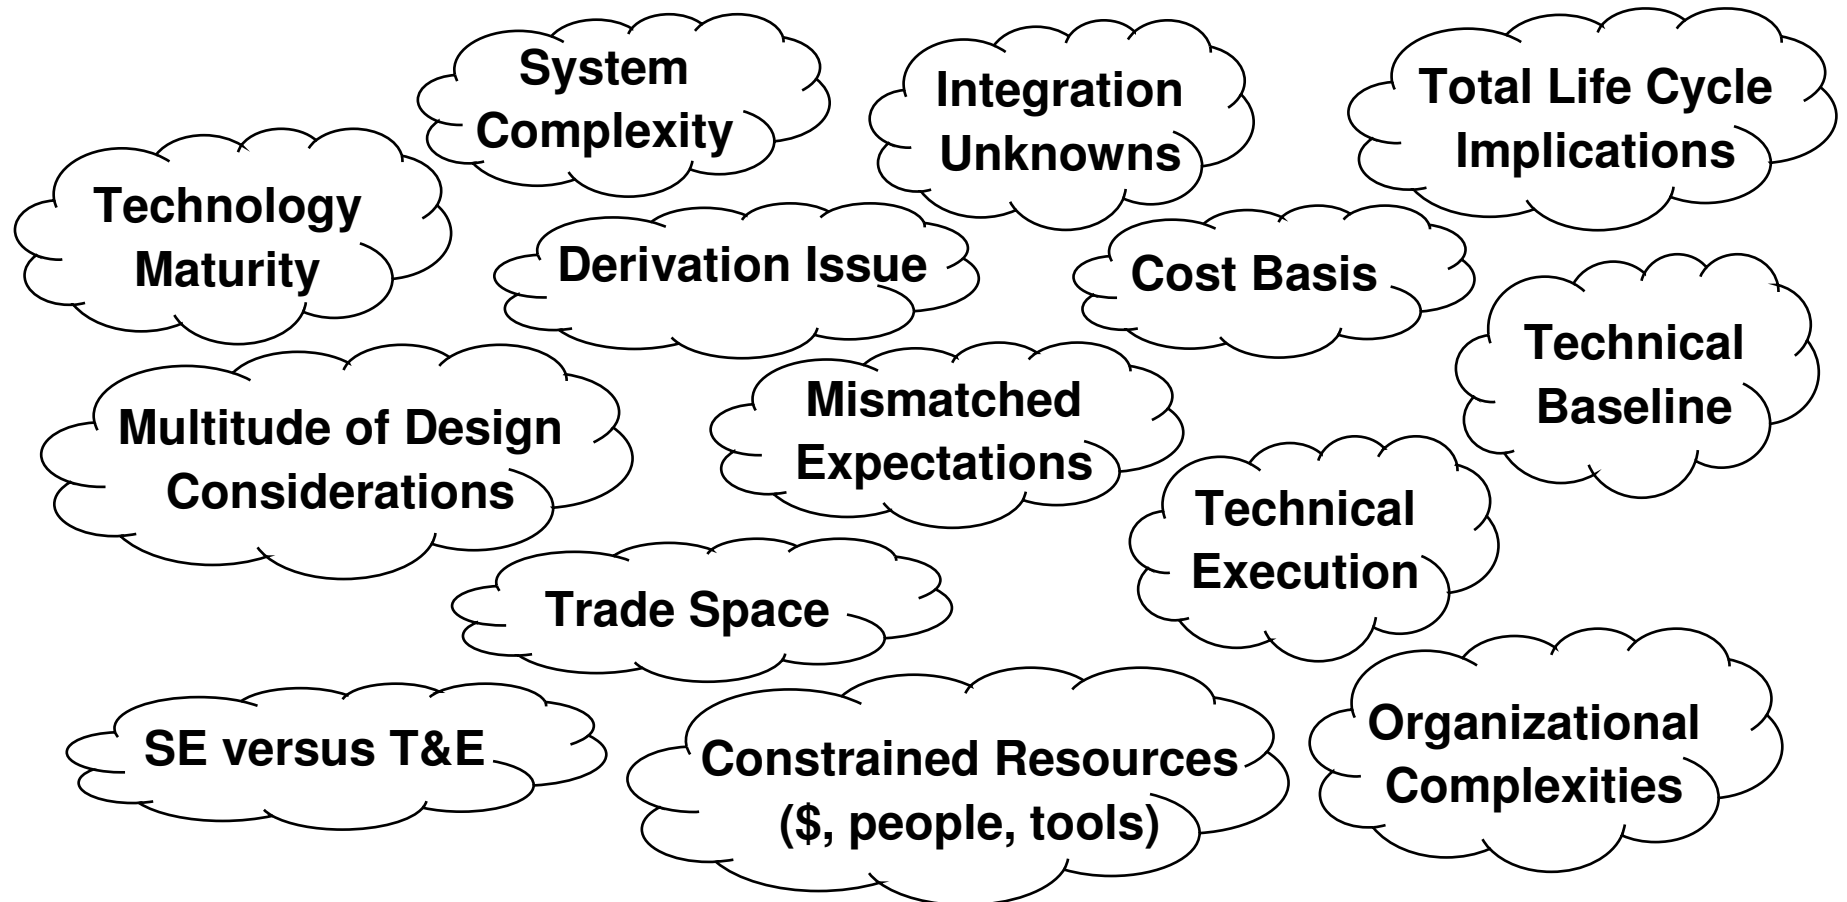 System
Complexity
Integration
Unknowns
Total Life Cycle
Implications
Technology
Maturity
Derivation Issue
Cost Basis
Technical
Baseline
Multitude of Design
Considerations
Mismatched
Expectations
Technical
Execution
Trade Space
SE versus T&E
Constrained Resources
($, people, tools)
Organizational
Complexities